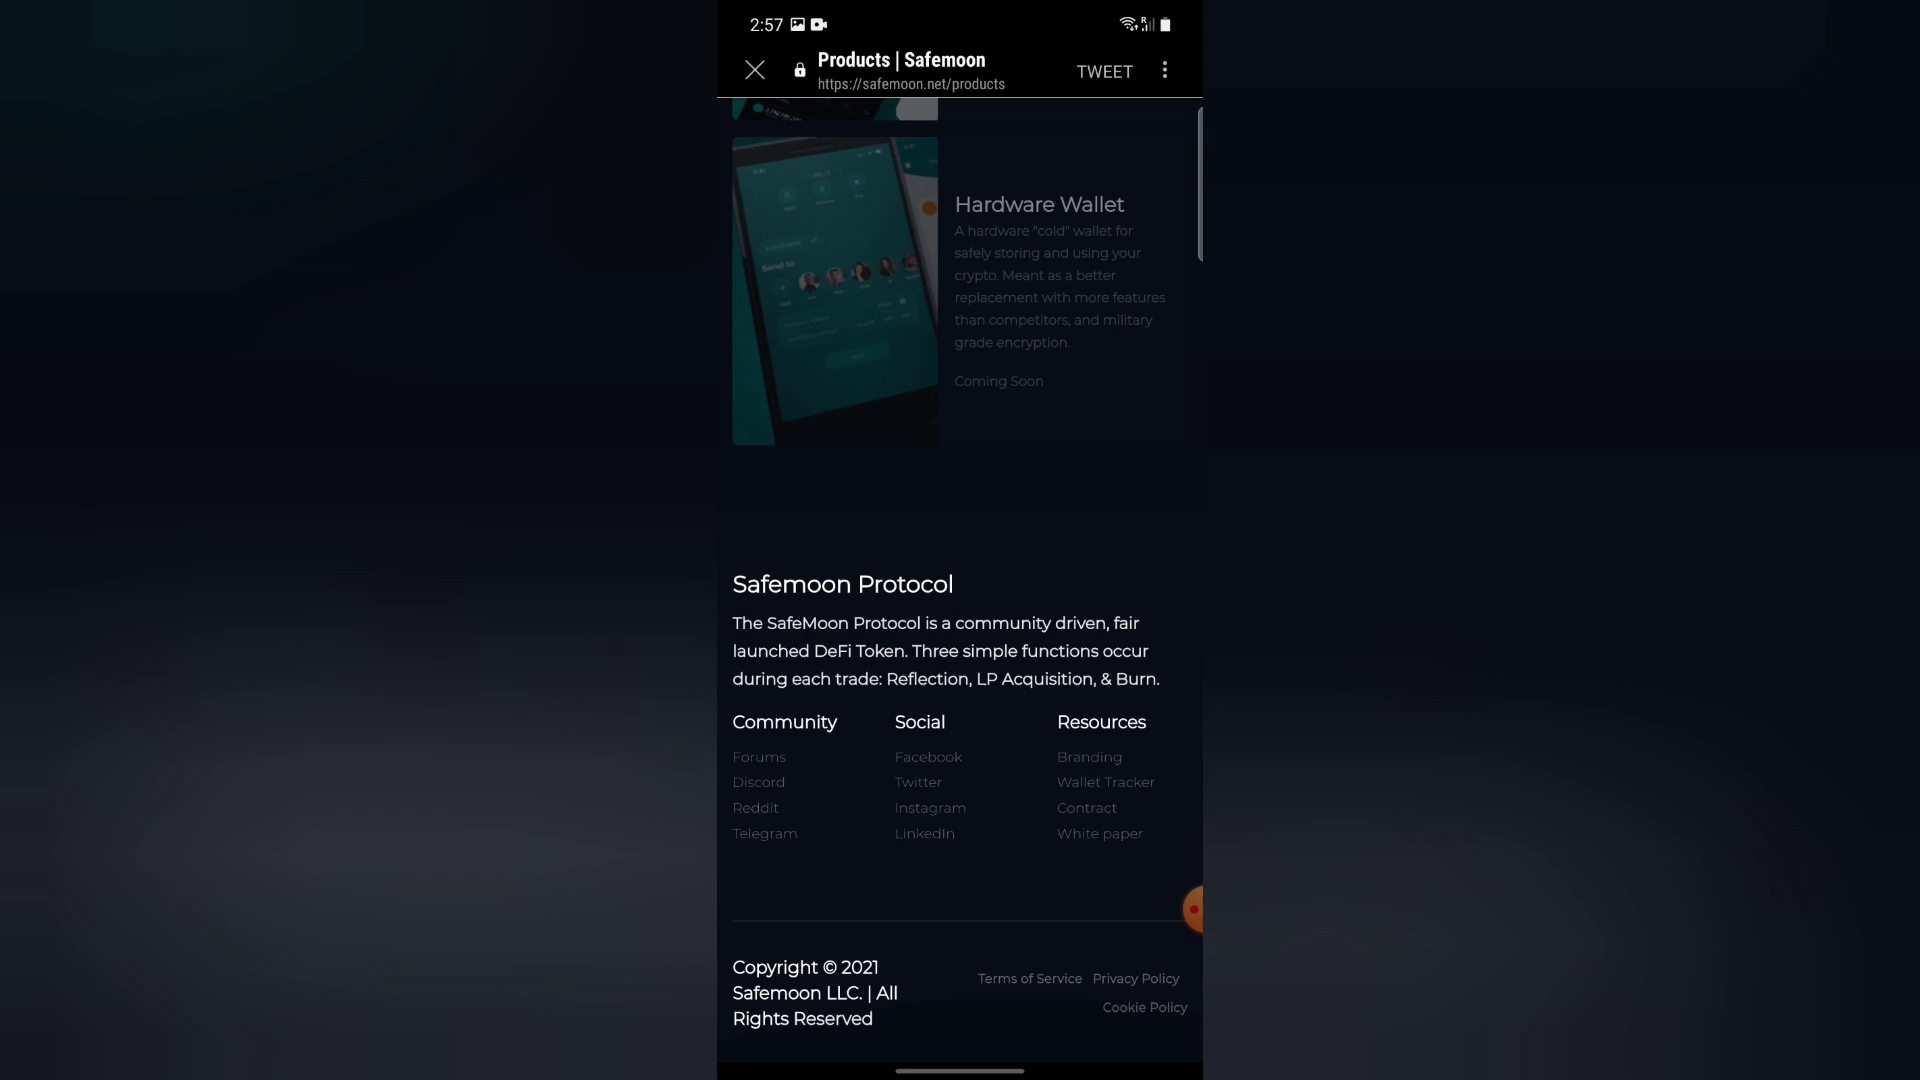 2:57
Products | Safemoon
https://safemoon.net/products
TWEET
Send to
Hardware Wallet
A hardware "cold" wallet for
safely storing and using your
crypto. Meant as a better
replacement with more features
than competitors, and military
grade encryption.
Coming Soon
Safemoon Protocol
The SafeMoon Protocol is a community driven, fair
launched DeFi Token. Three simple functions occur
during each trade: Reflection, LP Acquisition, & Burn.
Community
Forums
Discord
Reddit
Telegram
Social
Facebook
Twitter
Instagram
LinkedIn
Resources
Branding
Wallet Tracker
Contract
White paper
Copyright © 2021
Safemoon LLC. | All
Rights Reserved
Terms of Service Privacy Policy
Cookie Policy